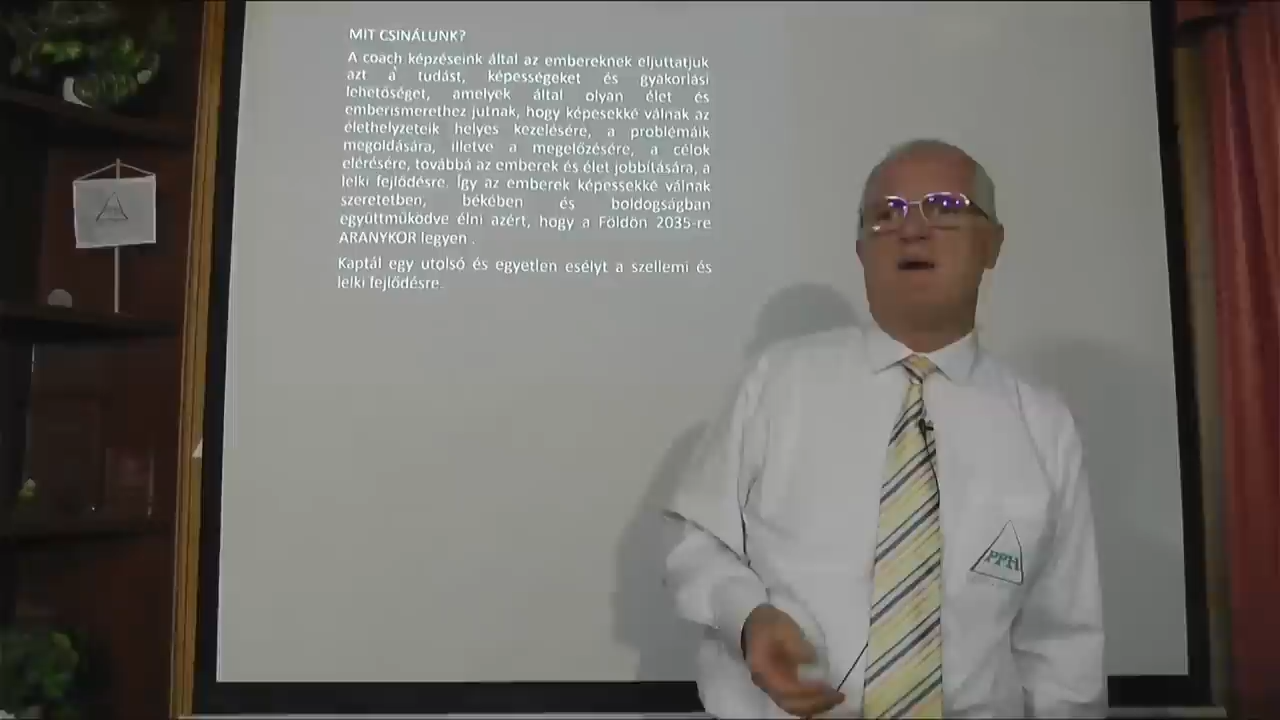 MIT CSINÁLUNK?
A coach képzéseink által az embereknek eljuttatjuk
azt a tudást, képességeket és gyakorlási
lehetőséget, amelyek által olyan élet és
emberismerethez jutnak, hogy képesekké válnak az
élethelyzeteik helyes kezelésére, a problémáik
megoldására, illetve a megelőzésére, a célok
elérésére, továbbá az emberek és élet jobbítására, a
lelki fejlődésre. Így az emberek képessekké válnak
szeretetben, békében és boldogságban
együttműködve élni azért, hogy a Földön 2035-re
ARANYKOR legyen .
Kaptál egy utolsó és egyetlen esélyt a szellemi és
lelki fejlődésre.
PPH